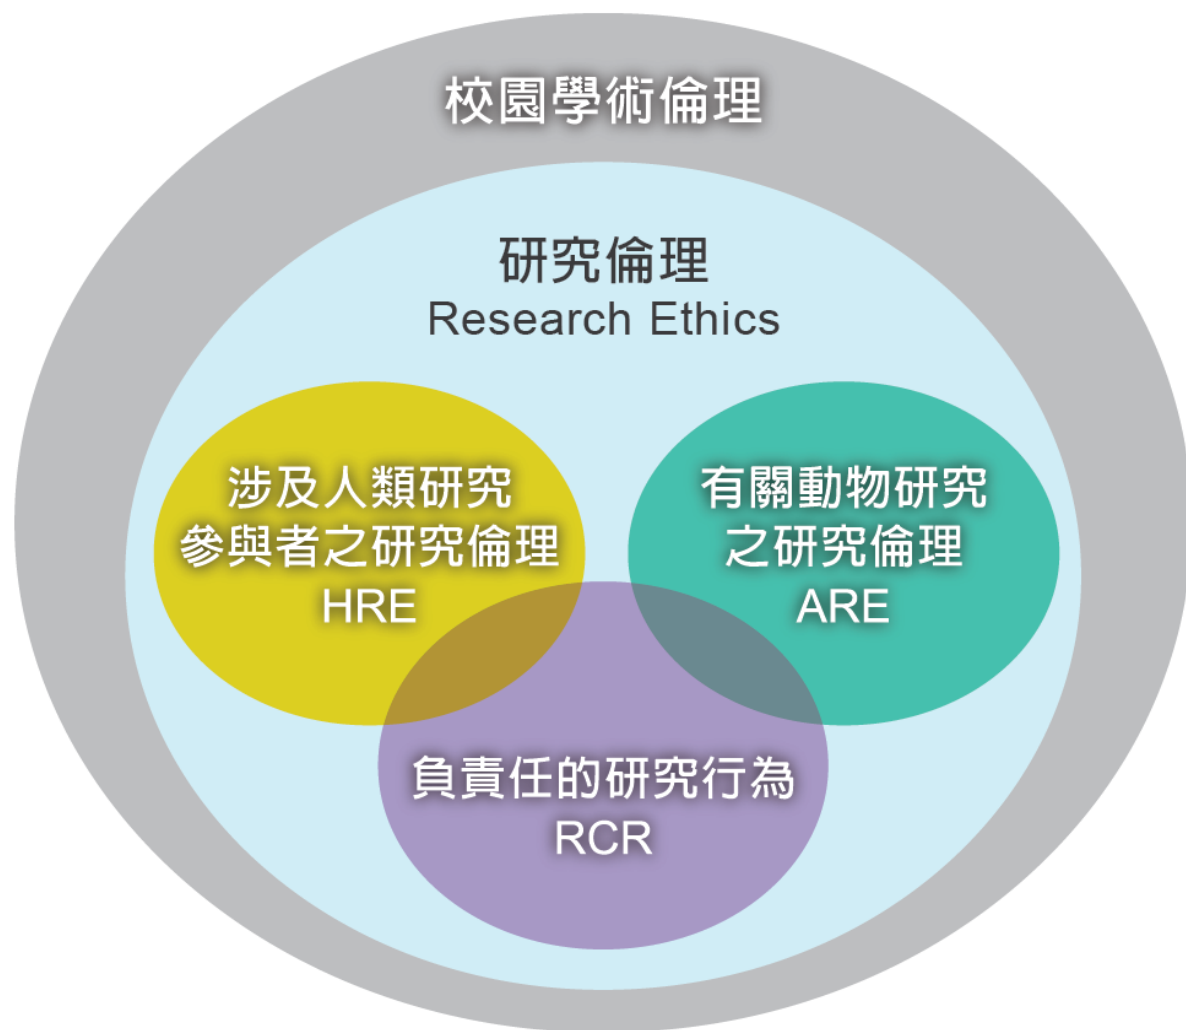 校園學術倫理
研究倫理
Research Ethics
涉及人類研究
參與者之研究倫理
HRE
有關動物研究
之研究倫理
ARE
負責任的研究行為
RCR